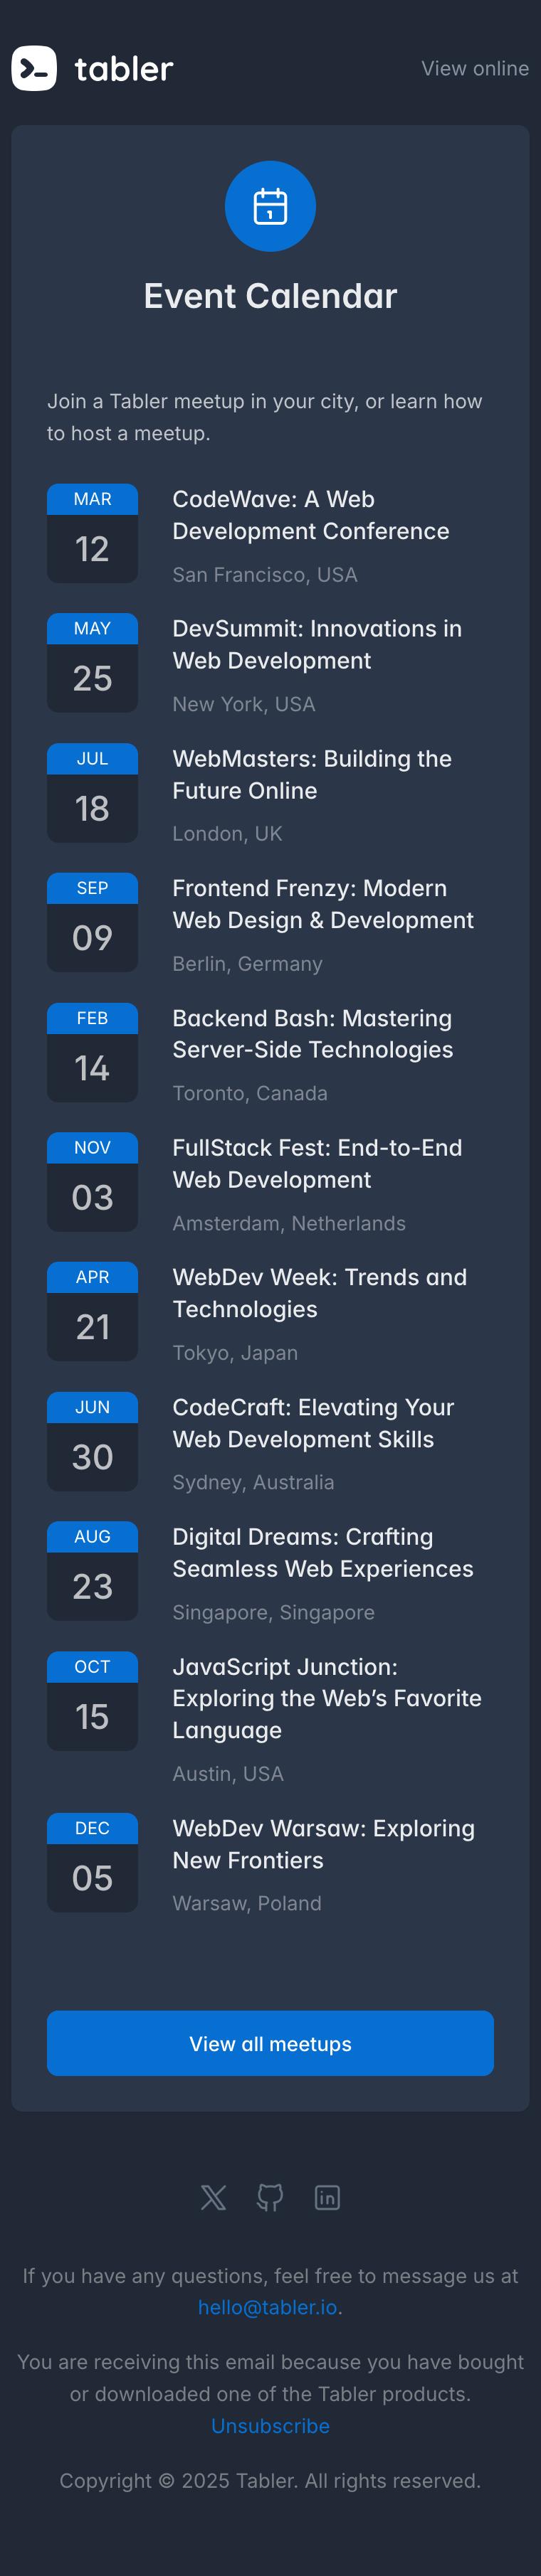 tabler
View online
Event Calendar
Join a Tabler meetup in your city, or learn how
to host a meetup.
MAR
12
CodeWave: A Web
Development Conference
San Francisco, USA
MAY
25
DevSummit: Innovations in
Web Development
New York, USA
JUL
18
WebMasters: Building the
Future Online
London, UK
SEP
09
Frontend Frenzy: Modern
Web Design & Development
Berlin, Germany
FEB
14
Backend Bash: Mastering
Server-Side Technologies
Toronto, Canada
NOV
03
FullStack Fest: End-to-End
Web Development
Amsterdam, Netherlands
APR
21
WebDev Week: Trends and
Technologies
Tokyo, Japan
JUN
30
CodeCraft: Elevating Your
Web Development Skills
Sydney, Australia
AUG
23
Digital Dreams: Crafting
Seamless Web Experiences
Singapore, Singapore
OCT
15
JavaScript Junction:
Exploring the Web’s Favorite
Language
Austin, USA
DEC
05
WebDev Warsaw: Exploring
New Frontiers
Warsaw, Poland
View all meetups
If you have any questions, feel free to message us at
hello@tabler.io.
You are receiving this email because you have bought
or downloaded one of the Tabler products.
Unsubscribe
Copyright © 2025 Tabler. All rights reserved.